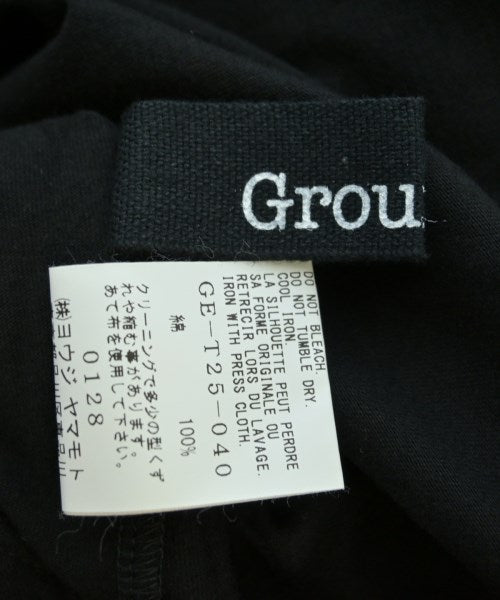 Grou
DO NOT BLEACH.
DO NOT TUMBLE DRY.
COOL IRON.
LA SILHOUETTE PEUT PERDRE
SA FORME ORIGINALE OU
RETRECIR LORS DU LAVAGE.
IRON WITH PRESS CLOTH.
GE-T25-040
綿 100%
クリーニングで多少の型くず
れや縮む事があります。
あて布を使用して下さい。
0128
(株)ヨウジ ヤマモト